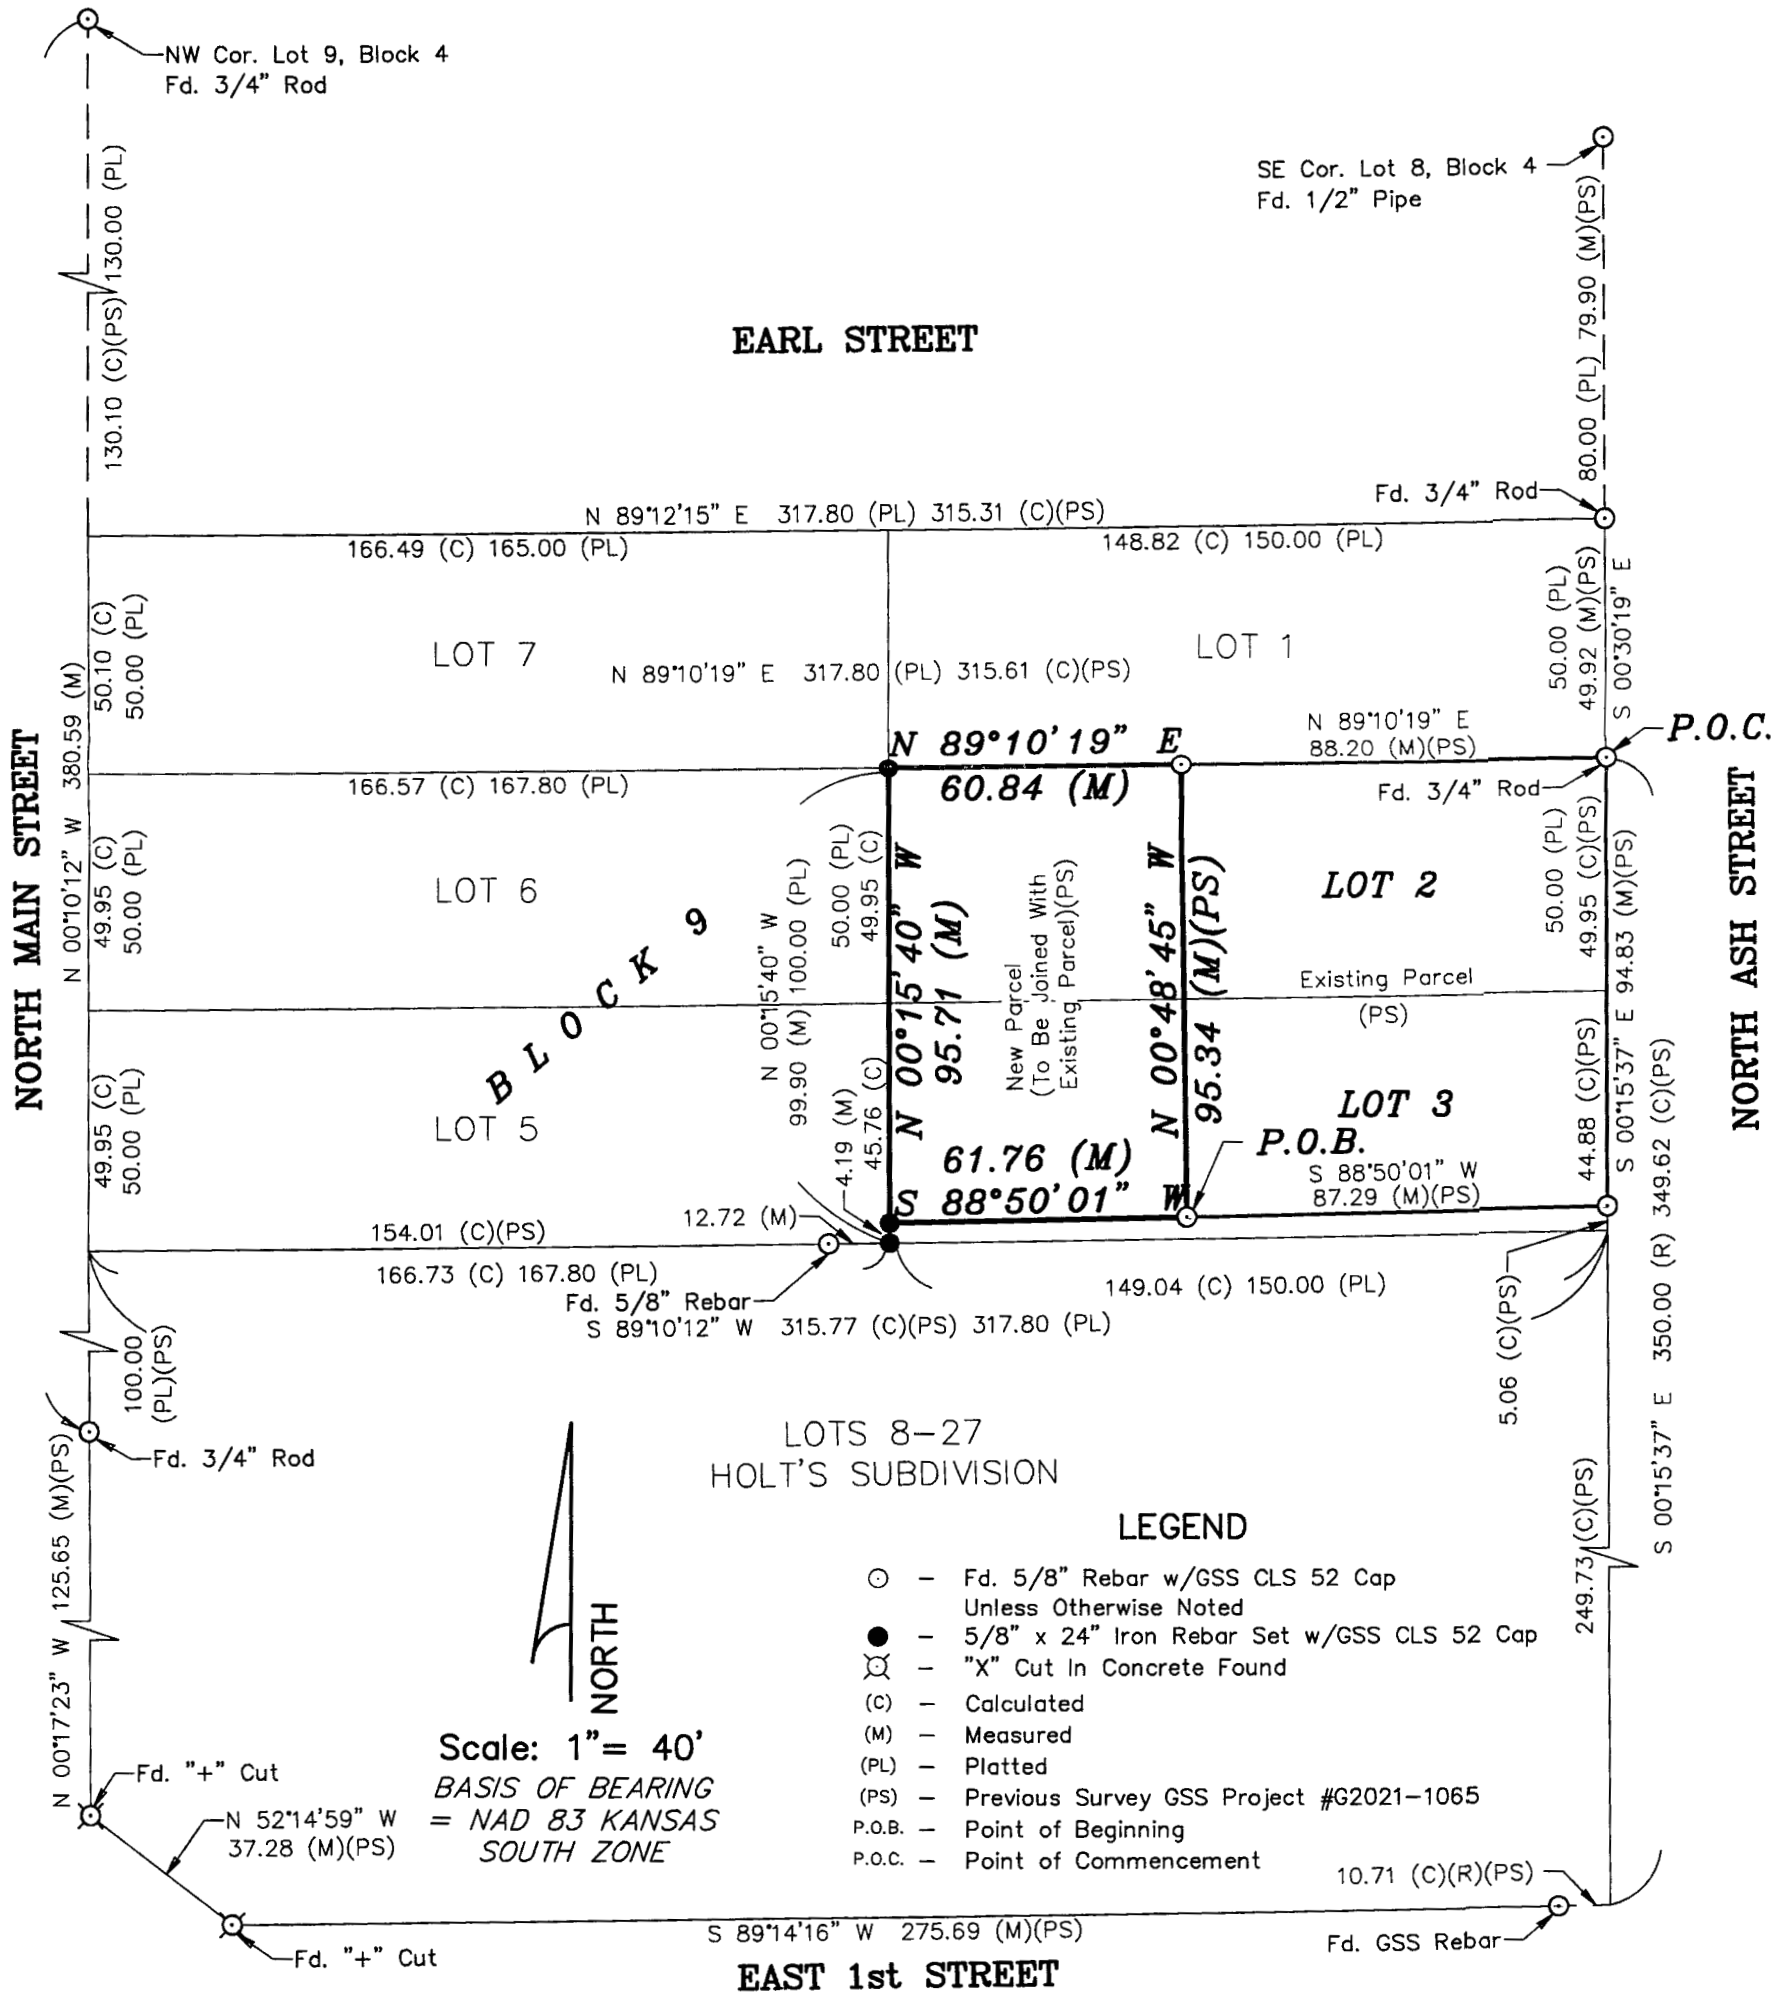 NW Cor. Lot 9, Block 4
Fd. 3/4" Rod
SE Cor. Lot 8, Block 4
Fd. 1/2" Pipe
130.10 (C)(PS) 130.00 (PL)
80.00 (PL) 79.90 (M)(PS)
EARL STREET
Fd. 3/4" Rod
N 89°12'15" E 317.80 (PL) 315.31 (C)(PS)
166.49 (C) 165.00 (PL)
148.82 (C) 150.00 (PL)
50.10 (C)
50.00 (PL)
LOT 7
LOT 1
50.00 (PL)
49.92 (M)(PS)
S 00°30'19" E
N 89°10'19" E 317.80 (PL) 315.61 (C)(PS)
N 00°10'12" W 380.59 (M)
NORTH MAIN STREET
N 89°10'19" E
88.20 (M)(PS)
P.O.C.
N 89°10'19" E
60.84 (M)
Fd. 3/4" Rod
166.57 (C) 167.80 (PL)
49.95 (C)
50.00 (PL)
LOT 6
BLOCK 9
N 00°15'40" W
99.90 (M) 100.00 (PL)
50.00 (PL)
49.95 (C)
N 00°15'40" W
95.71 (M)
New Parcel
(To Be Joined With
Existing Parcel)(PS)
N 00°48'45" W
95.34 (M)(PS)
LOT 2
50.00 (PL)
49.95 (C)(PS)
S 00°15'37" E 94.83 (M)(PS)
NORTH ASH STREET
Existing Parcel
(PS)
49.95 (C)
50.00 (PL)
LOT 5
4.19 (M)
45.76 (C)
LOT 3
44.88 (C)(PS)
P.O.B.
61.76 (M)
S 88°50'01" W
S 88°50'01" W
87.29 (M)(PS)
154.01 (C)(PS)
12.72 (M)
166.73 (C) 167.80 (PL)
149.04 (C) 150.00 (PL)
Fd. 5/8" Rebar
S 89°10'12" W 315.77 (C)(PS) 317.80 (PL)
5.06 (C)(PS)
S 00°15'37" E 350.00 (R) 349.62 (C)(PS)
100.00
(PL)(PS)
Fd. 3/4" Rod
LOTS 8-27
HOLT'S SUBDIVISION
N 00°17'23" W 125.65 (M)(PS)
249.73 (C)(PS)
NORTH
Scale: 1"= 40'
BASIS OF BEARING
= NAD 83 KANSAS
SOUTH ZONE
LEGEND
– Fd. 5/8" Rebar w/GSS CLS 52 Cap
Unless Otherwise Noted
– 5/8" x 24" Iron Rebar Set w/GSS CLS 52 Cap
– "X" Cut In Concrete Found
(C) – Calculated
(M) – Measured
(PL) – Platted
(PS) – Previous Survey GSS Project #G2021-1065
P.O.B. – Point of Beginning
P.O.C. – Point of Commencement
Fd. "+" Cut
N 52°14'59" W
37.28 (M)(PS)
10.71 (C)(R)(PS)
S 89°14'16" W 275.69 (M)(PS)
Fd. GSS Rebar
Fd. "+" Cut
EAST 1st STREET